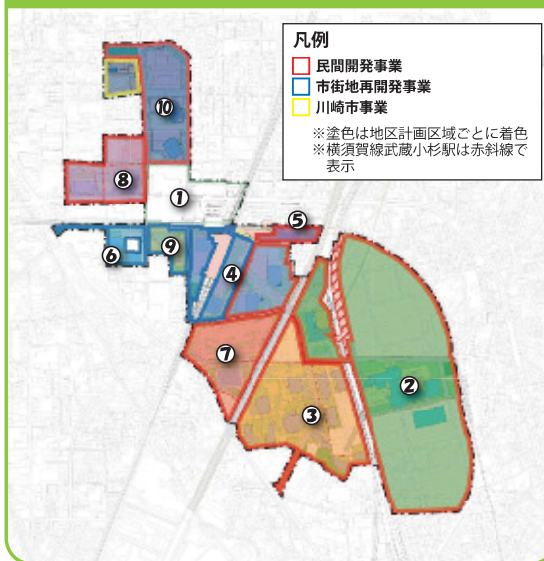 凡例
民間開発事業
市街地再開発事業
川崎市事業
※塗色は地区計画区域ごとに着色
※横須賀線武蔵小杉駅は赤斜線で
表示
⑩
⑧
①
⑤
⑥
⑨
④
⑦
②
③